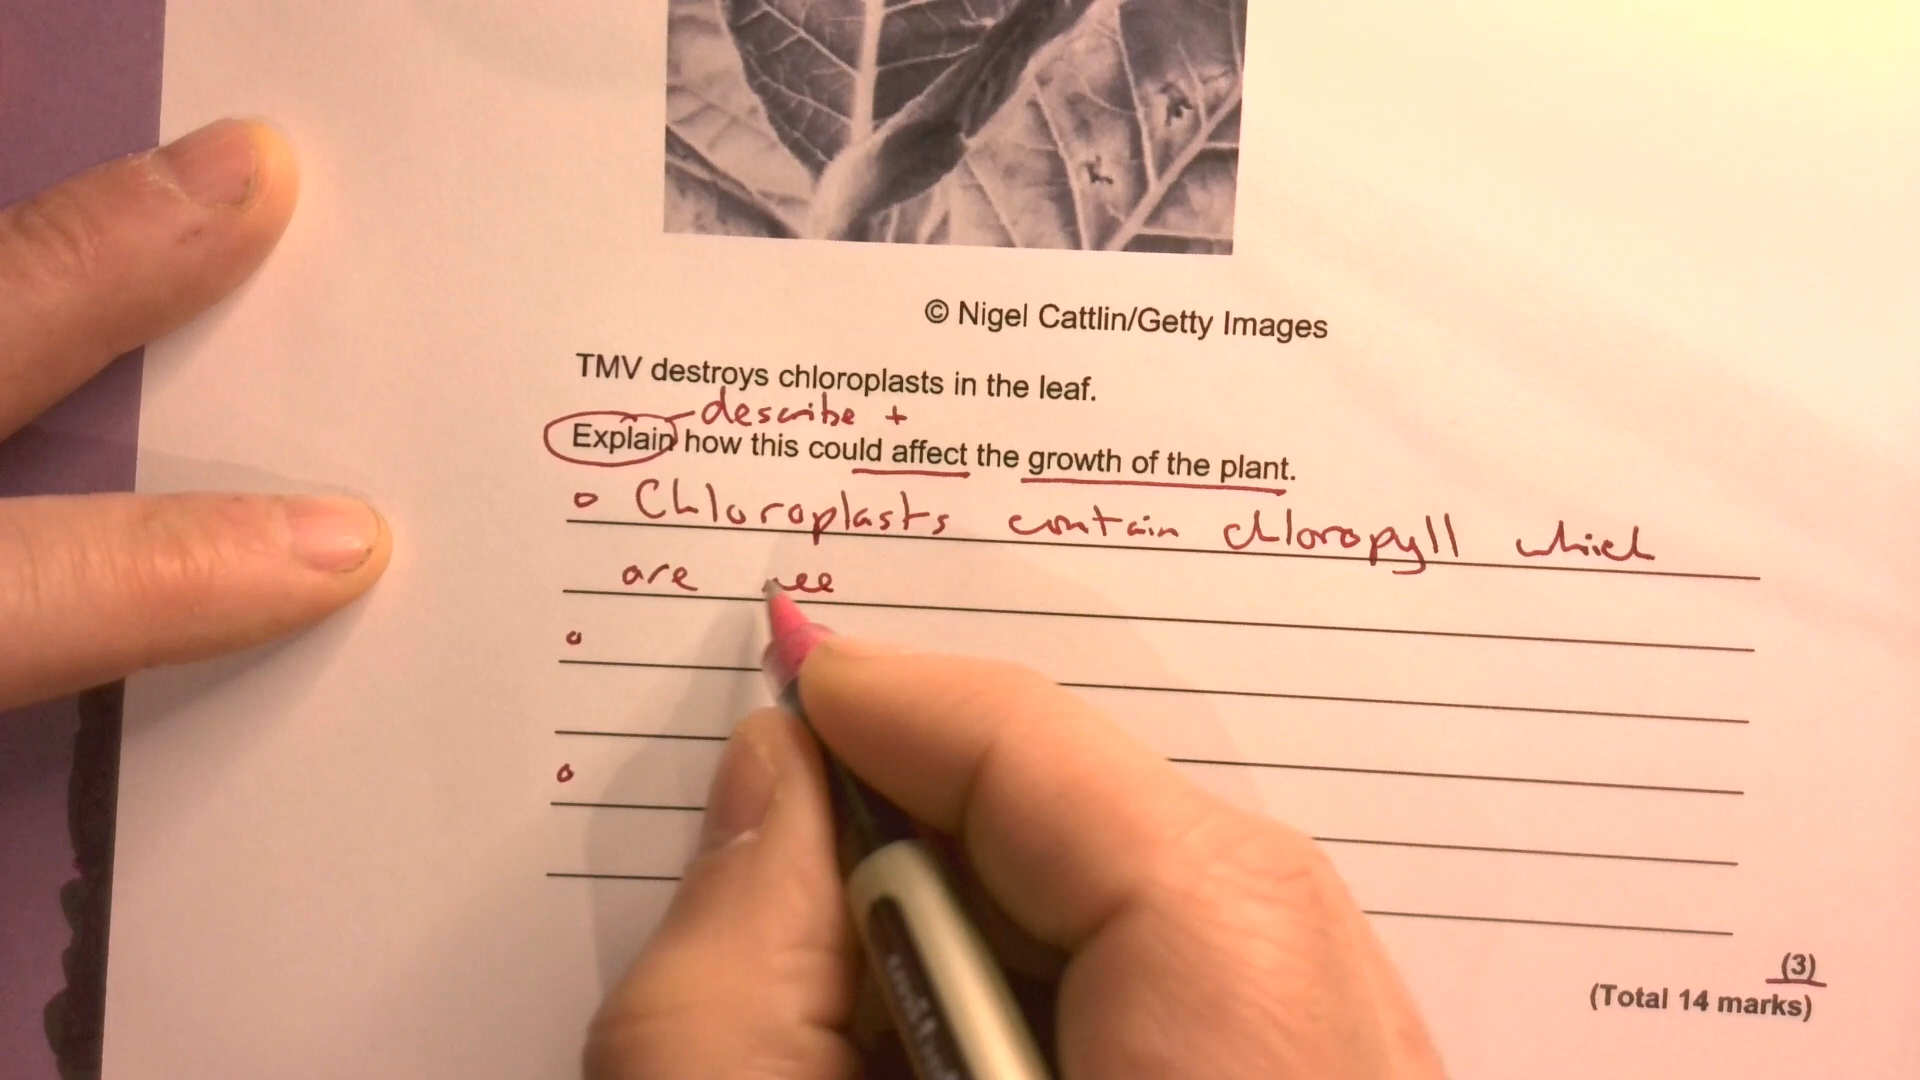 © Nigel Cattlin/Getty Images
TMV destroys chloroplasts in the leaf.
describe +
Explain how this could affect the growth of the plant.
o Chloroplasts contain chloropyll which
are nee
o
o
(3)
(Total 14 marks)